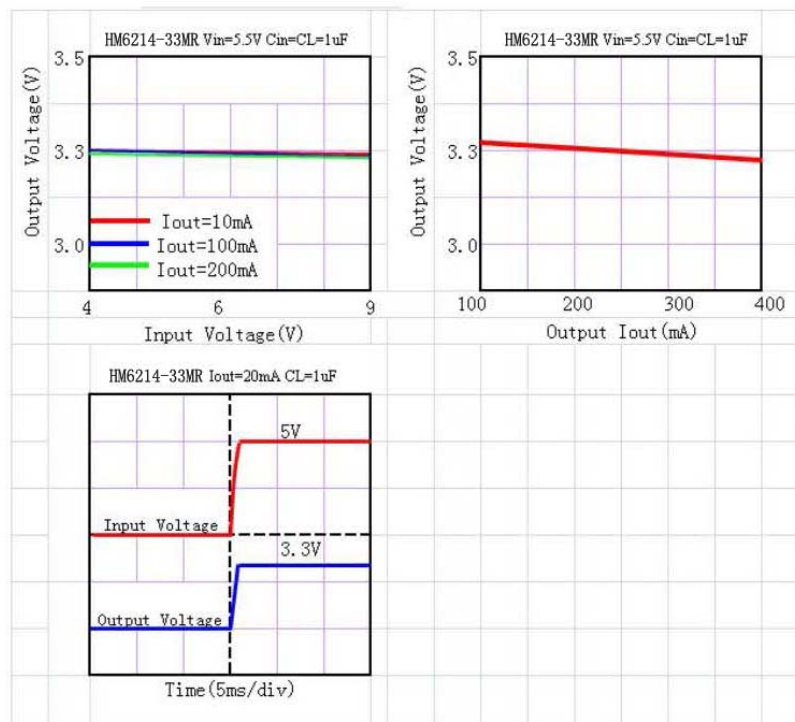 HM6214-33MR Vin=5.5V Cin=CL=1uF
3.5
3.3
3.0
Output Voltage(V)
Iout=10mA
Iout=100mA
Iout=200mA
4 6 9
Input Voltage(V)
HM6214-33MR Vin=5.5V Cin=CL=1uF
3.5
3.3
3.0
Output Voltage(V)
100 200 300 400
Output Iout(mA)
HM6214-33MR Iout=20mA CL=1uF
5V
Input Voltage
3.3V
Output Voltage
Time(5ms/div)